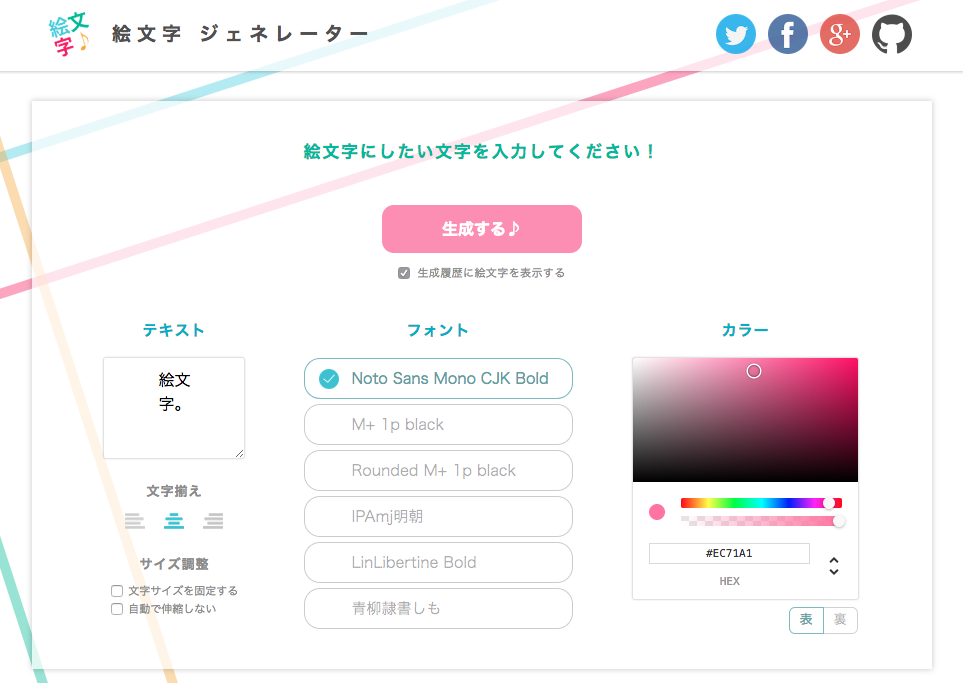 絵文
字♪
絵文字 ジェネレーター
g+
絵文字にしたい文字を入力してください！
生成する♪
生成履歴に絵文字を表示する
テキスト
フォント
カラー
絵文
字。
文字揃え
サイズ調整
文字サイズを固定する
自動で伸縮しない
Noto Sans Mono CJK Bold
M+ 1p black
Rounded M+ 1p black
IPAmj明朝
LinLibertine Bold
青柳隷書しも
#EC71A1
HEX
表
裏